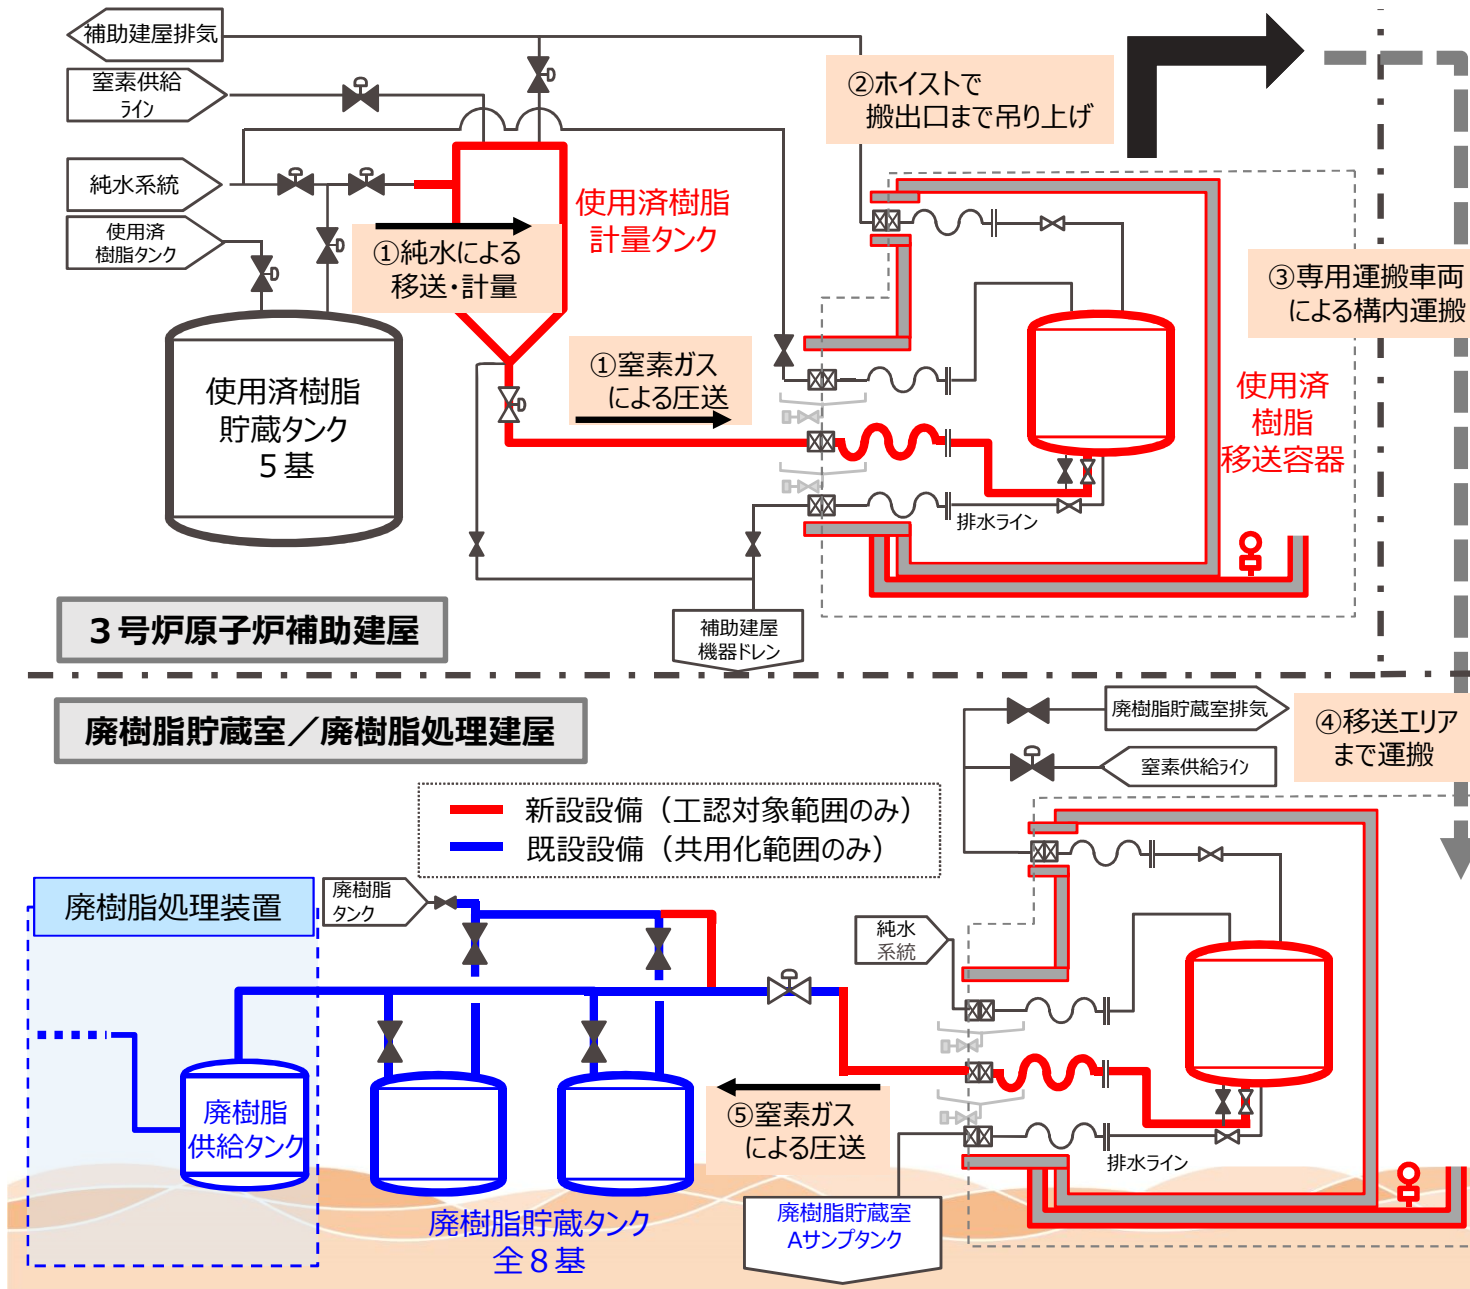 補助建屋排気
窒素供給
ライン
純水系統
使用済
樹脂タンク
①純水による
移送・計量
使用済樹脂
計量タンク
②ホイストで
搬出口まで吊り上げ
③専用運搬車両
による構内運搬
使用済樹脂
貯蔵タンク
５基
①窒素ガス
による圧送
使用済
樹脂
移送容器
排水ライン
補助建屋
機器ドレン
３号炉原子炉補助建屋
廃樹脂貯蔵室／廃樹脂処理建屋
廃樹脂貯蔵室排気
窒素供給ライン
④移送エリア
まで運搬
新設設備（工認対象範囲のみ）
既設設備（共用化範囲のみ）
廃樹脂処理装置
廃樹脂
タンク
純水
系統
廃樹脂
供給タンク
⑤窒素ガス
による圧送
排水ライン
廃樹脂貯蔵タンク
全８基
廃樹脂貯蔵室
Aサンプタンク